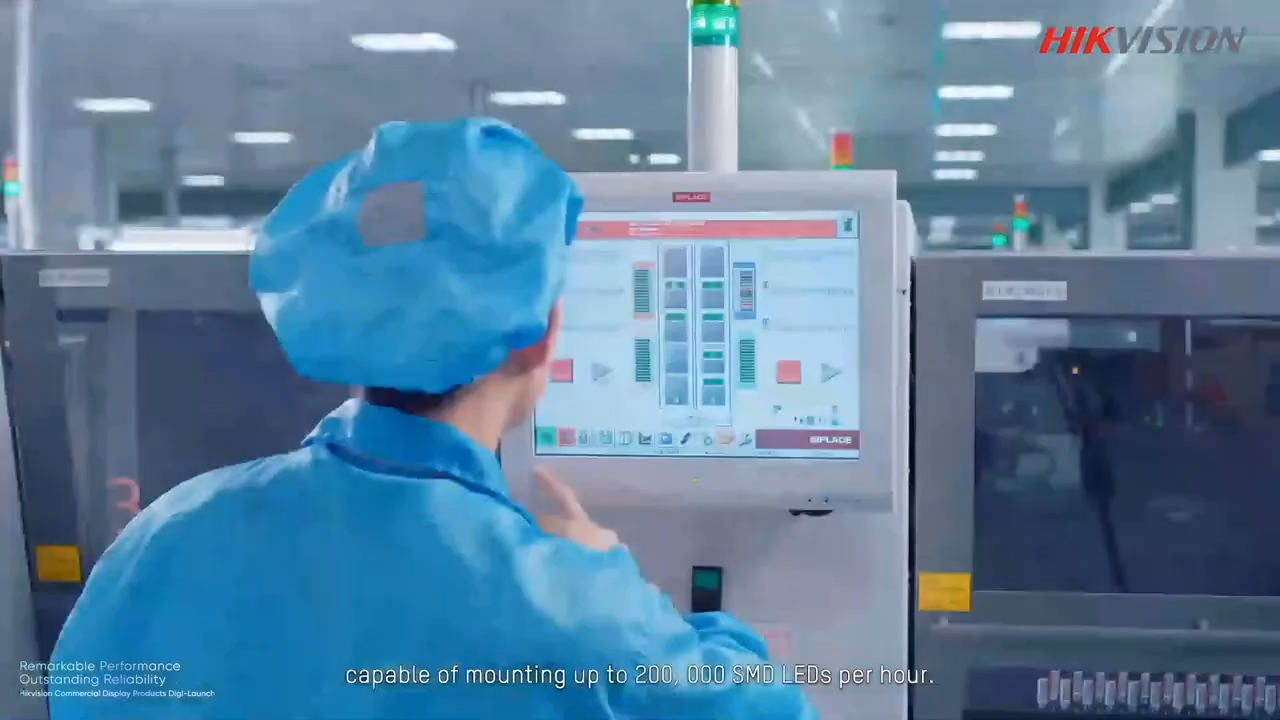 HIKVISION
SIPLACE
SIPLACE
3
capable of mounting up to 200, 000 SMD LEDs per hour.
Remarkable Performance
Outstanding Reliability
Hikvision Commercial Display Products Digi-Launch